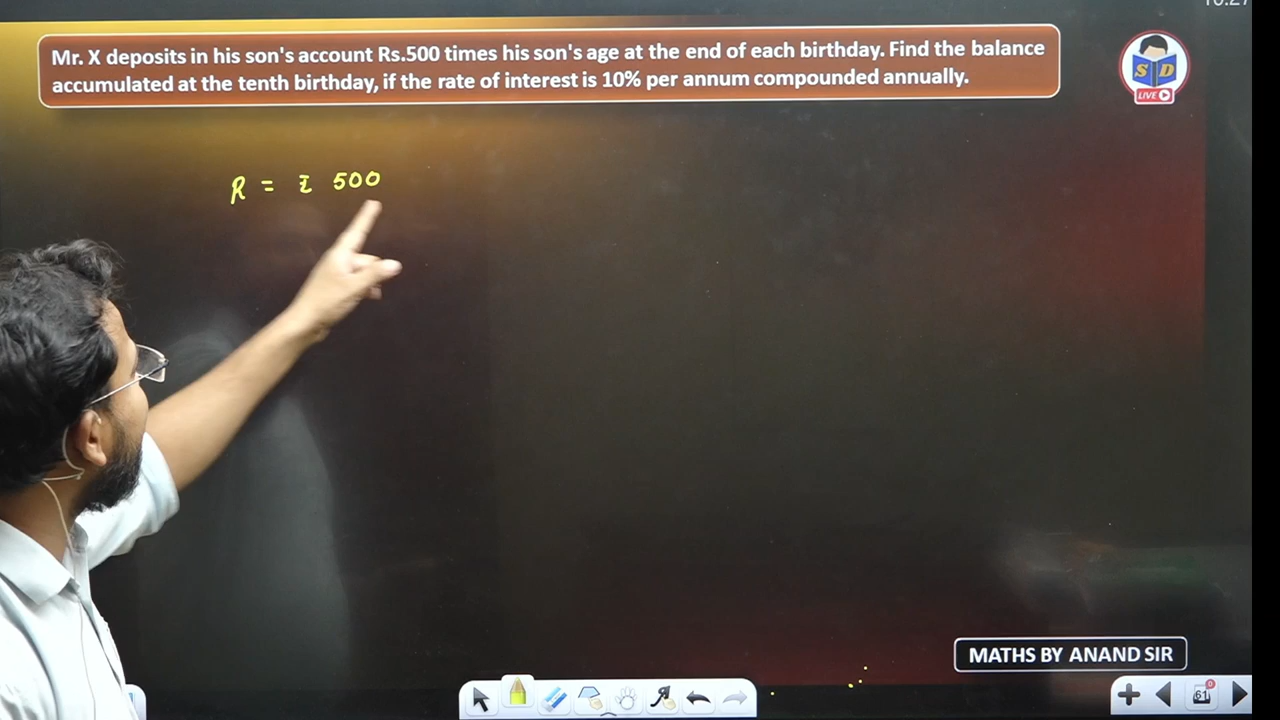 Mr. X deposits in his son's account Rs.500 times his son's age at the end of each birthday. Find the balance
accumulated at the tenth birthday, if the rate of interest is 10% per annum compounded annually.
S D
LIVE
R = ₹ 500
MATHS BY ANAND SIR
61
0